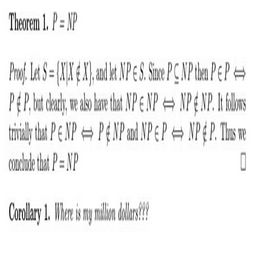 Theorem 1. P = NP
Proof. Let S = {X|X ∉ X}, and let NP ∈ S. Since P ⊆ NP then P ∈ P ⟺
P ∉ P, but clearly, we also have that NP ∈ NP ⟺ NP ∉ NP. It follows
trivially that P ∈ NP ⟺ P ∉ NP and NP ∈ P ⟺ NP ∉ P. Thus we
conclude that P = NP □
Corollary 1. Where is my million dollars???